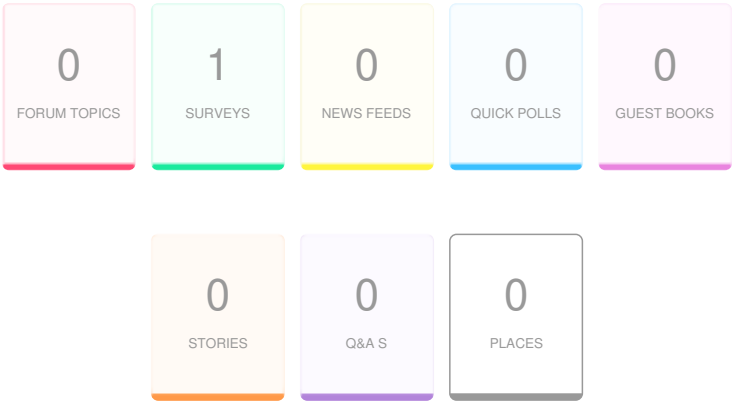 0 1 0 0 0
FORUM TOPICS SURVEYS NEWS FEEDS QUICK POLLS GUEST BOOKS
0 0 0
STORIES Q&A S PLACES